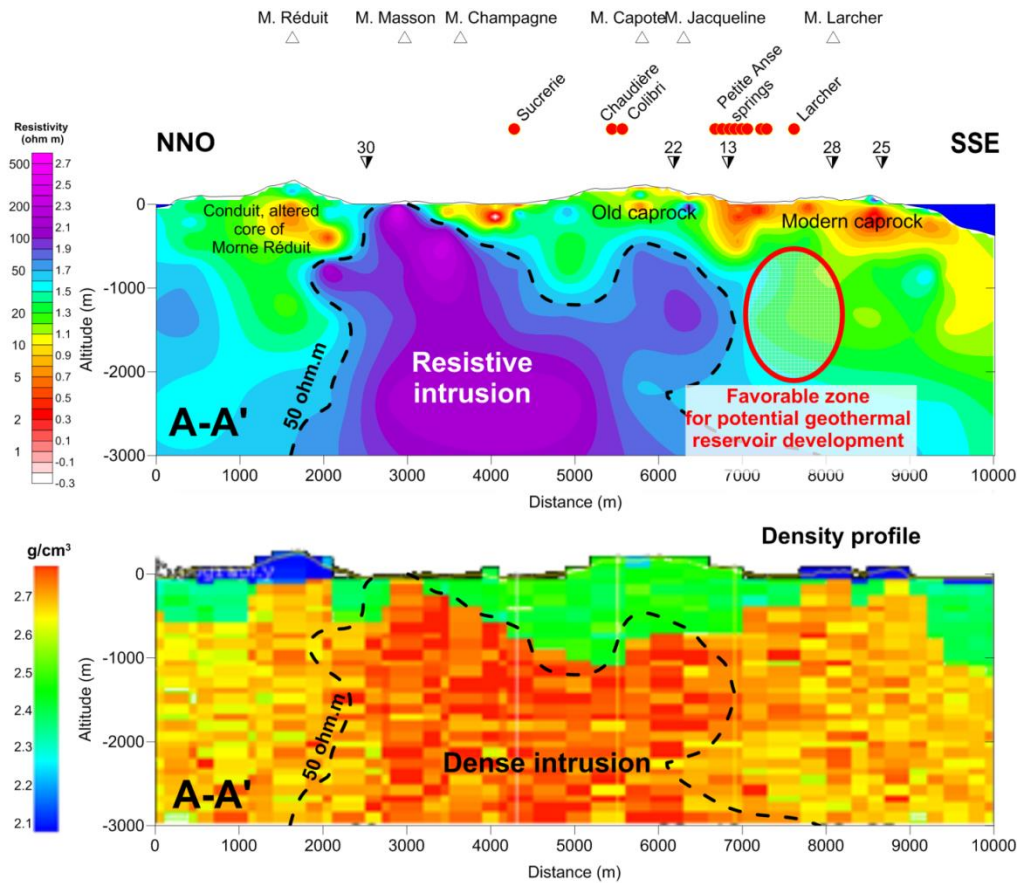 M. Réduit
M. Masson
M. Champagne
M. Capote
M. Jacqueline
M. Larcher
Sucrerie
Chaudière
Colibri
Petite Anse
springs
Larcher
Resistivity
(ohm m)
NNO
SSE
30
22
13
28
25
500
200
100
50
20
10
5
2
1
2.7
2.5
2.3
2.1
1.9
1.7
1.5
1.3
1.1
0.9
0.7
0.5
0.3
0.1
-0.1
-0.3
Altitude (m)
0
-1000
-2000
-3000
Conduit, altered
core of
Morne Réduit
Old caprock
Modern caprock
Resistive
intrusion
50 ohm.m
A-A'
Favorable zone
for potential geothermal
reservoir development
0
1000
2000
3000
4000
5000
6000
7000
8000
9000
10000
Distance (m)
g/cm³
2.7
2.6
2.5
2.4
2.3
2.2
2.1
Density profile
Altitude (m)
0
-1000
-2000
-3000
50 ohm.m
Dense intrusion
A-A'
0
1000
2000
3000
4000
5000
6000
7000
8000
9000
10000
Distance (m)